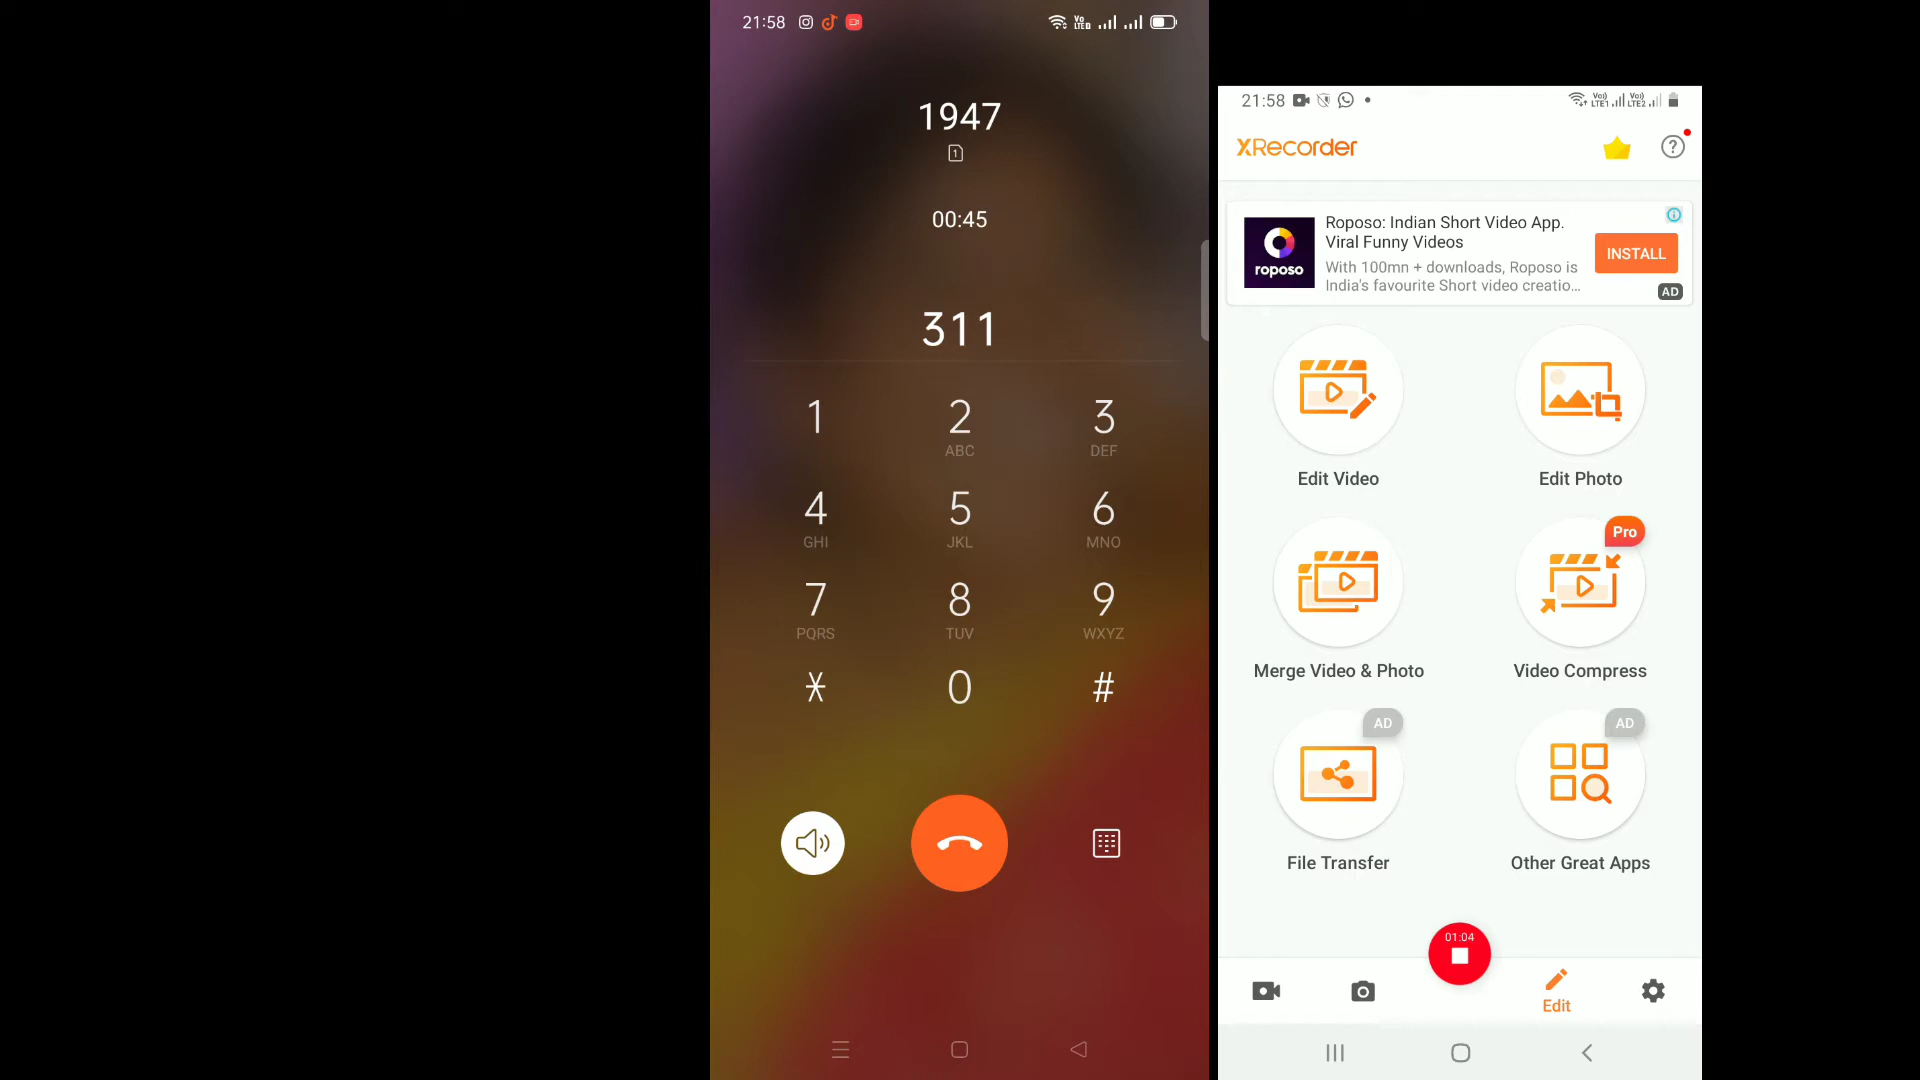 21:58
1947
1
00:45
311
1
2
3
ABC
DEF
4
5
6
GHI
JKL
MNO
7
8
9
PQRS
TUV
WXYZ
*
0
#
21:58
XRecorder
Roposo: Indian Short Video App.
Viral Funny Videos
With 100mn + downloads, Roposo is
India's favourite Short video creatio...
roposo
INSTALL
AD
Edit Video
Edit Photo
Pro
Merge Video & Photo
Video Compress
AD
AD
File Transfer
Other Great Apps
01:04
Edit